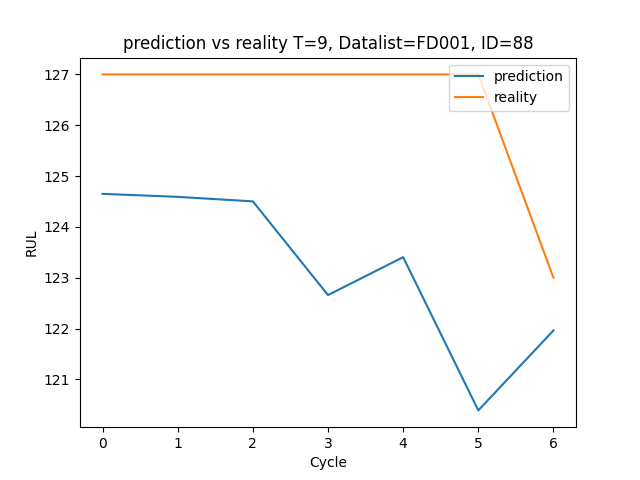 prediction vs reality T=9, Datalist=FD001, ID=88
prediction
reality
127
126
125
124
123
122
121
RUL
0 1 2 3 4 5 6
Cycle